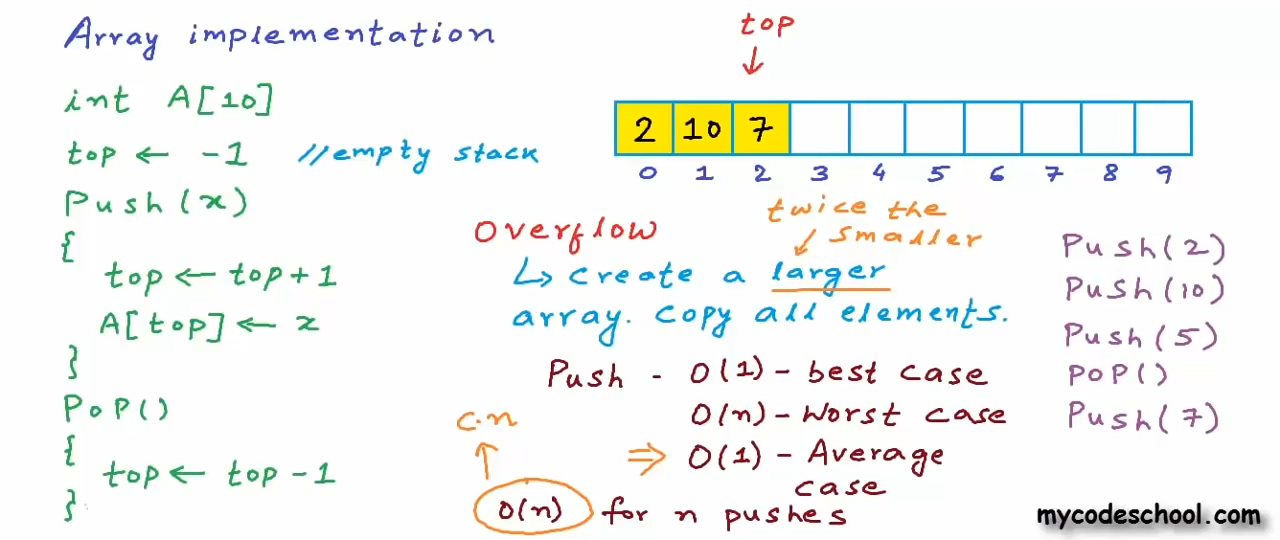 Array implementation
int A[10]
top ← -1 //empty stack
Push(x)
{
top ← top + 1
A[top] ← x
}
POP()
{
top ← top - 1
}
top
↓
2 10 7
0 1 2 3 4 5 6 7 8 9
Overflow
twice the
smaller
↳ create a larger
array. copy all elements.
Push - O(1) - best case
O(n) - Worst case
⇒ O(1) - Average
case
C.n
O(n) for n pushes
Push(2)
Push(10)
Push(5)
POP()
Push(7)
mycodeschool.com